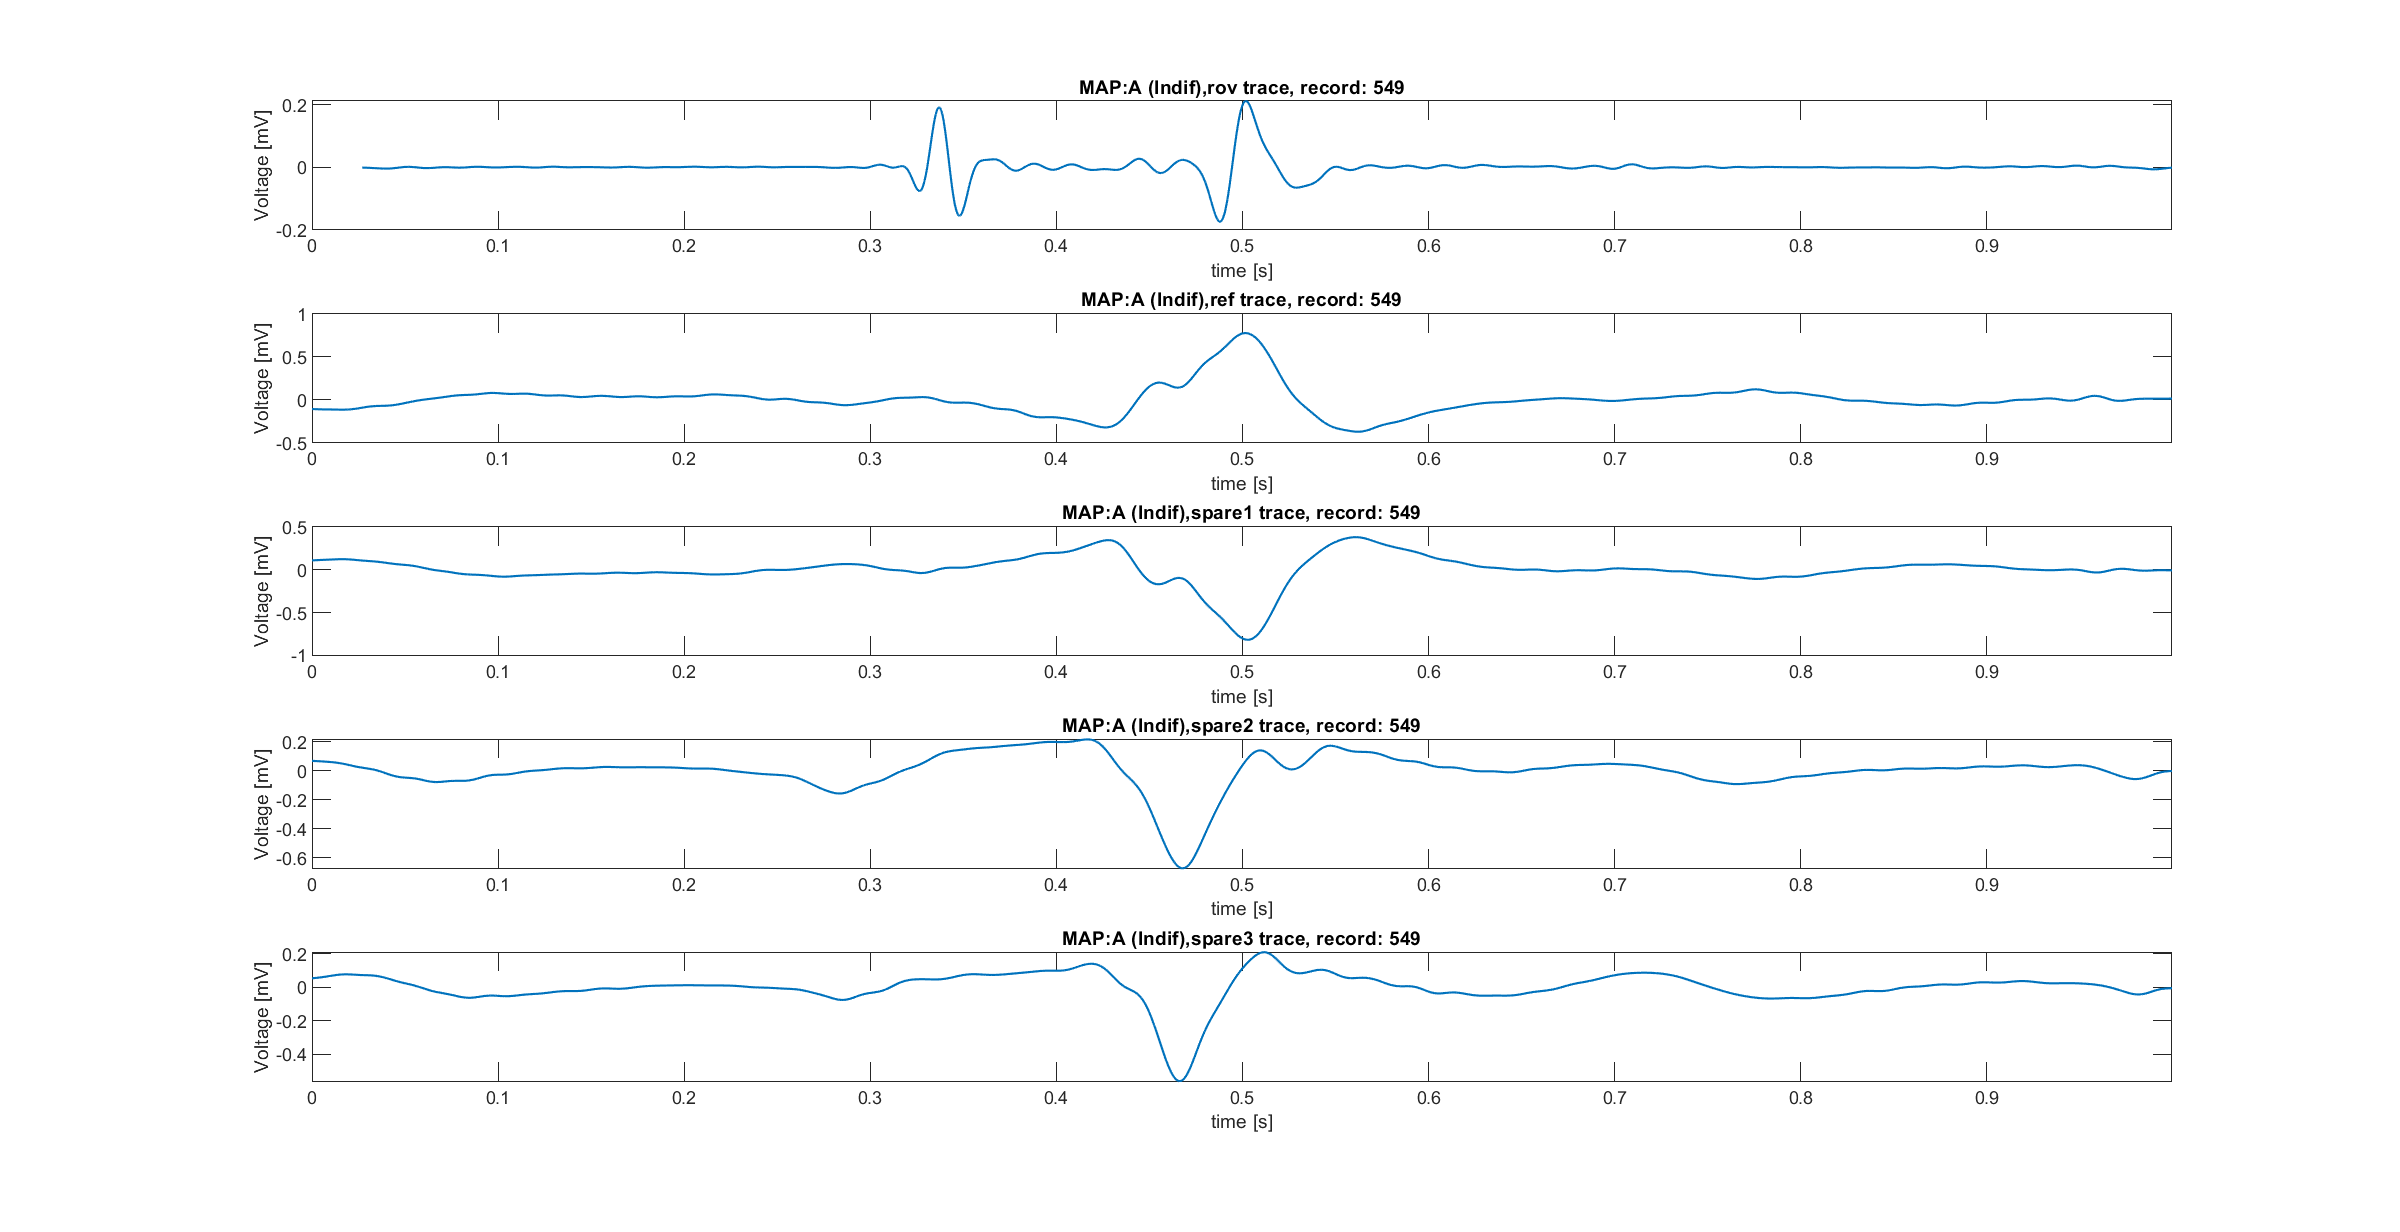 MAP:A (Indif),rov trace, record: 549
Voltage [mV]
0.2
0
-0.2
0 0.1 0.2 0.3 0.4 0.5 0.6 0.7 0.8 0.9
time [s]
MAP:A (Indif),ref trace, record: 549
Voltage [mV]
1
0.5
0
-0.5
0 0.1 0.2 0.3 0.4 0.5 0.6 0.7 0.8 0.9
time [s]
MAP:A (Indif),spare1 trace, record: 549
Voltage [mV]
0.5
0
-0.5
-1
0 0.1 0.2 0.3 0.4 0.5 0.6 0.7 0.8 0.9
time [s]
MAP:A (Indif),spare2 trace, record: 549
Voltage [mV]
0.2
0
-0.2
-0.4
-0.6
0 0.1 0.2 0.3 0.4 0.5 0.6 0.7 0.8 0.9
time [s]
MAP:A (Indif),spare3 trace, record: 549
Voltage [mV]
0.2
0
-0.2
-0.4
0 0.1 0.2 0.3 0.4 0.5 0.6 0.7 0.8 0.9
time [s]